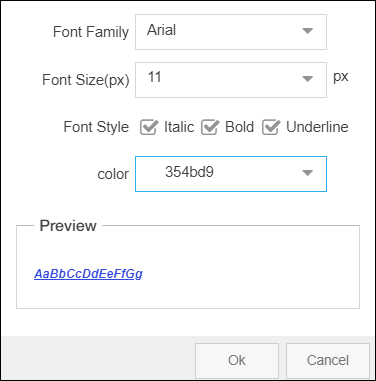 Font Family Arial
Font Size(px) 11 px
Font Style Italic Bold Underline
color 354bd9
Preview
AaBbCcDdEeFfGg
Ok Cancel